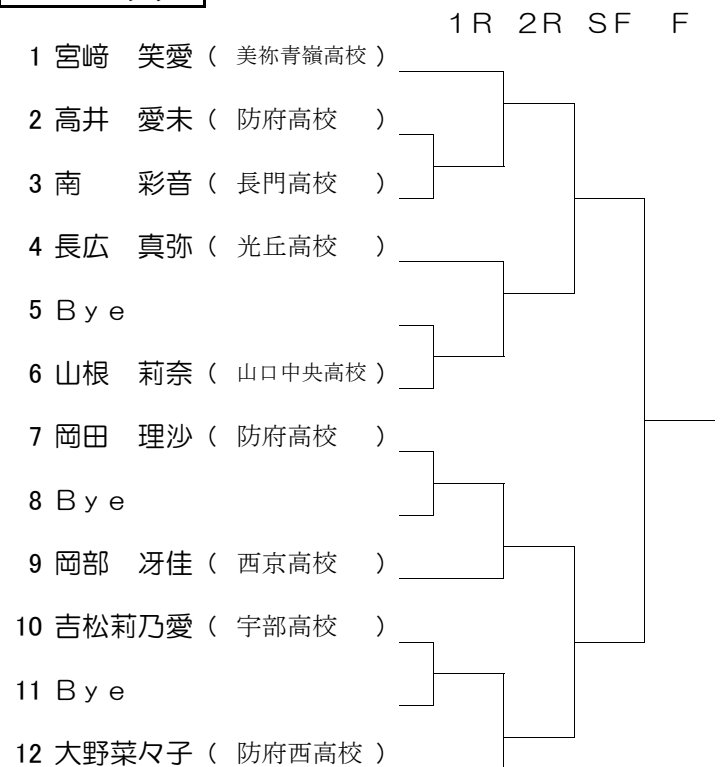 1R 2R SF F
1 宮﨑 笑愛 ( 美祢青嶺高校 )
2 高井 愛未 ( 防府高校 )
3 南 彩音 ( 長門高校 )
4 長広 真弥 ( 光丘高校 )
5 Bye
6 山根 莉奈 ( 山口中央高校 )
7 岡田 理沙 ( 防府高校 )
8 Bye
9 岡部 冴佳 ( 西京高校 )
10 吉松莉乃愛 ( 宇部高校 )
11 Bye
12 大野菜々子 ( 防府西高校 )